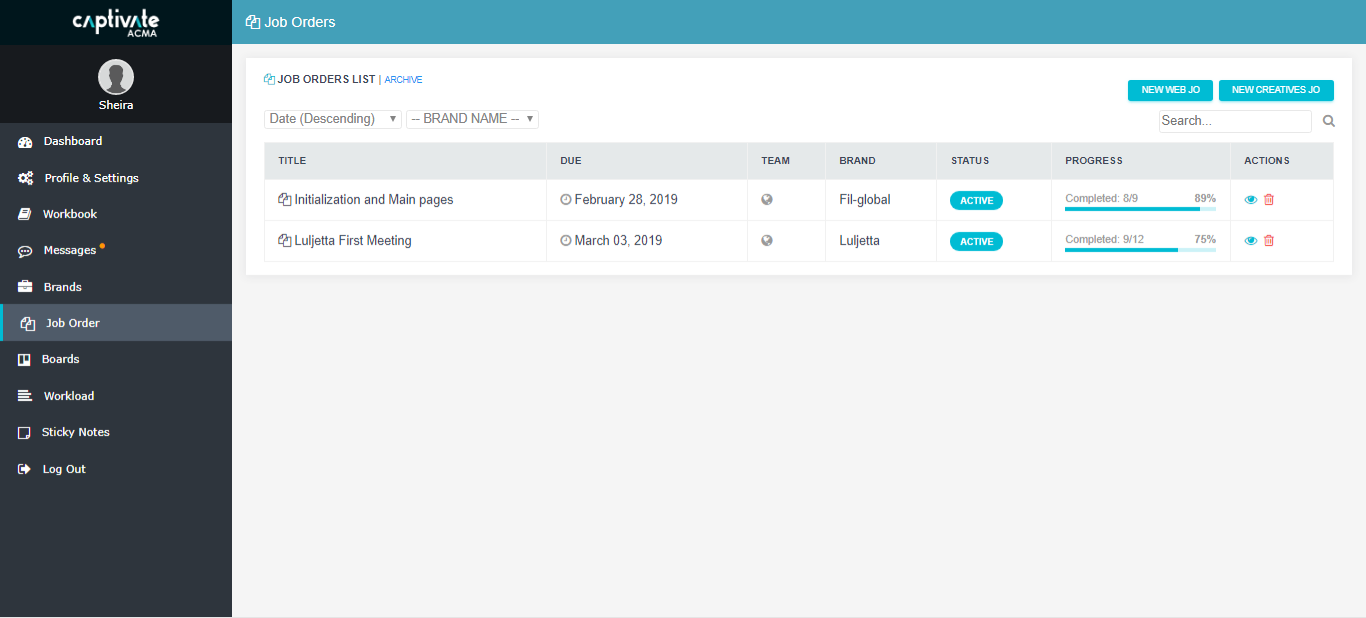 captivate
ACMA
Job Orders
Sheira
Dashboard
Profile & Settings
Workbook
Messages
Brands
Job Order
Boards
Workload
Sticky Notes
Log Out
JOB ORDERS LIST | ARCHIVE
NEW WEB JO NEW CREATIVES JO
Date (Descending) -- BRAND NAME -- Search...
TITLE DUE TEAM BRAND STATUS PROGRESS ACTIONS
Initialization and Main pages February 28, 2019 Fil-global ACTIVE Completed: 8/9 89%
Luljetta First Meeting March 03, 2019 Luljetta ACTIVE Completed: 9/12 75%